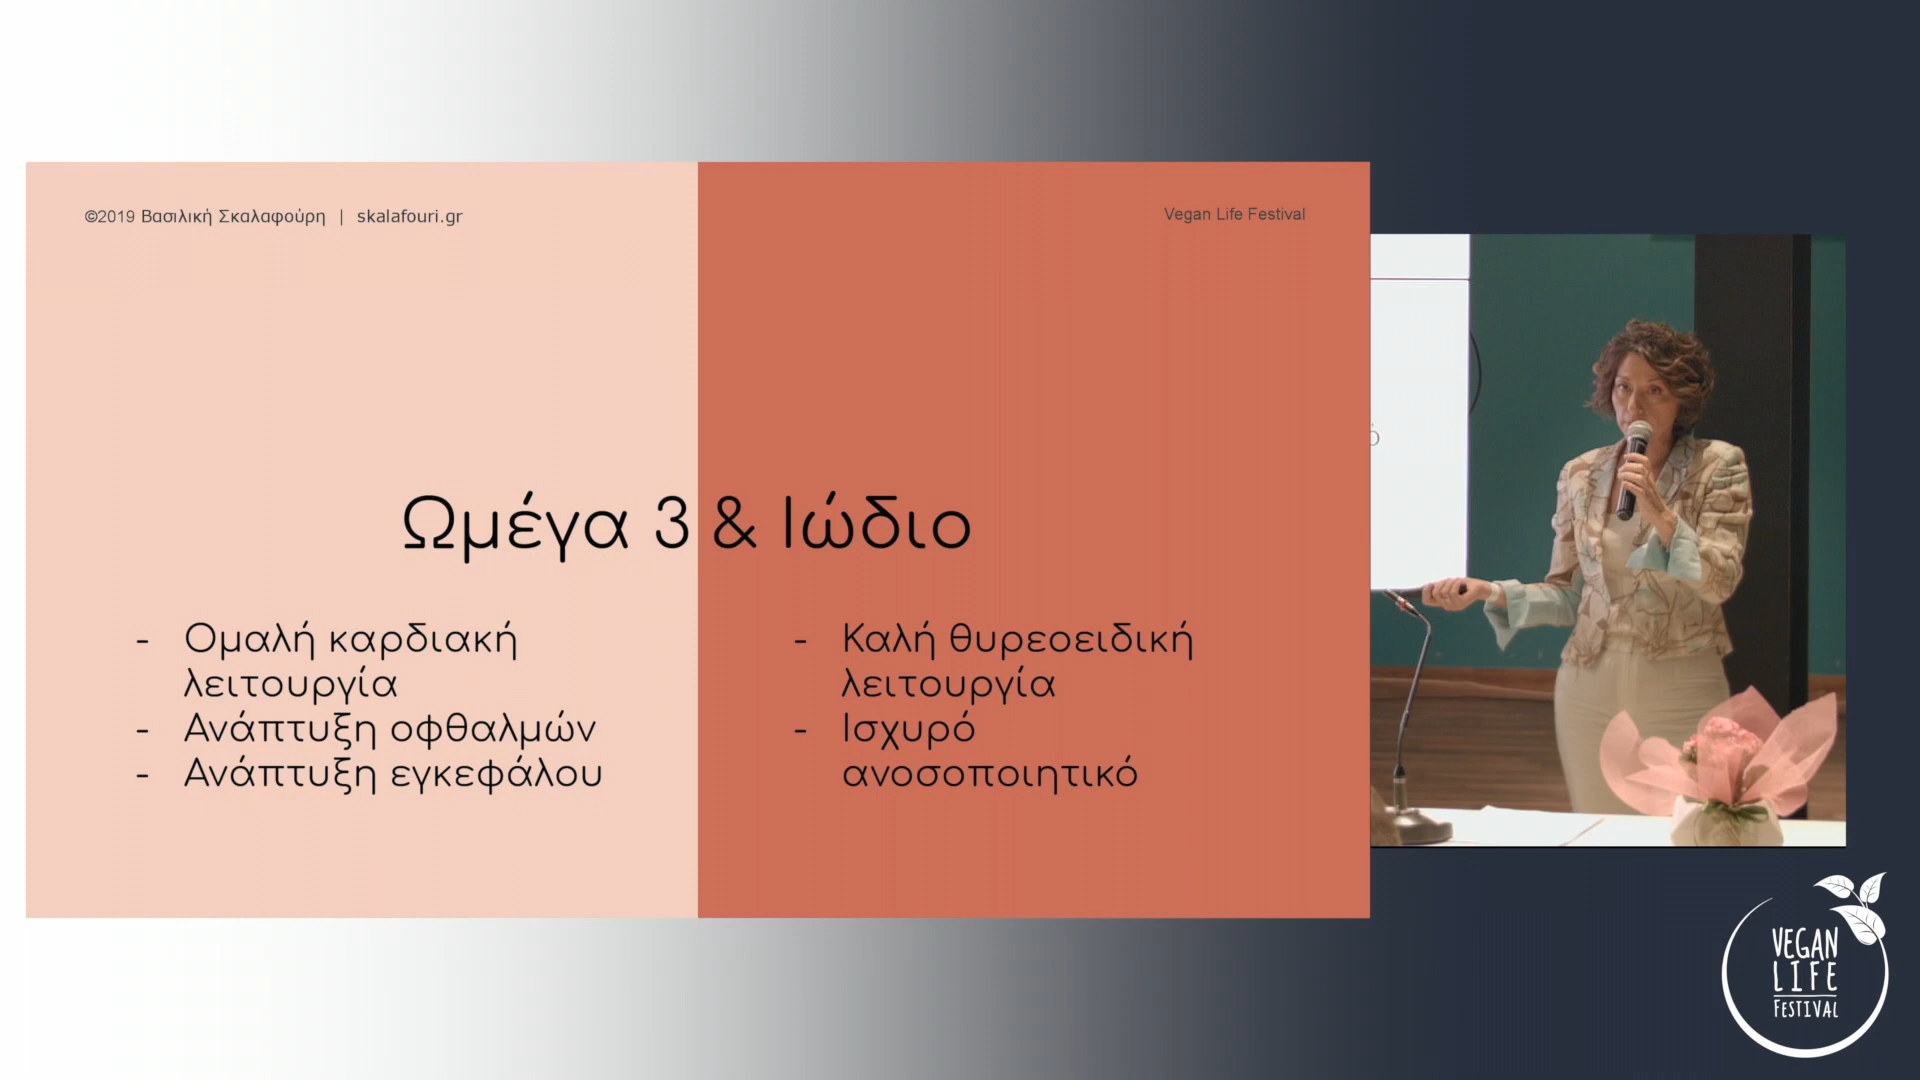 ©2019 Βασιλική Σκαλαφούρη | skalafouri.gr
Vegan Life Festival
Ωμέγα 3 & Ιώδιο
- Ομαλή καρδιακή
λειτουργία
- Ανάπτυξη οφθαλμών
- Ανάπτυξη εγκεφάλου
- Καλή θυρεοειδική
λειτουργία
- Ισχυρό
ανοσοποιητικό
VEGAN
LIFE
FESTIVAL